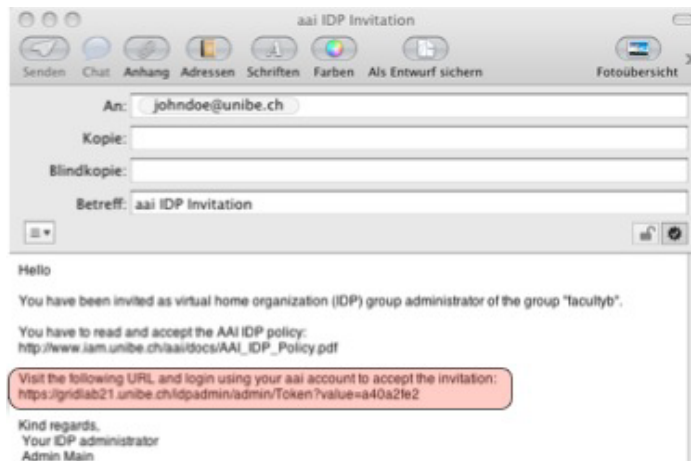 aai IDP Invitation
Senden Chat Anhang Adressen Schriften Farben Als Entwurf sichern Fotoübersicht
An: johndoe@unibe.ch
Kopie:
Blindkopie:
Betreff: aai IDP Invitation
Hello
You have been invited as virtual home organization (IDP) group administrator of the group "facultyb".
You have to read and accept the AAI IDP policy:
http://www.iam.unibe.ch/aai/docs/AAI_IDP_Policy.pdf
Visit the following URL and login using your aai account to accept the invitation:
https://gridlab21.unibe.ch/idpadmin/admin/Token?value=a40a2fe2
Kind regards,
Your IDP administrator
Admin Main